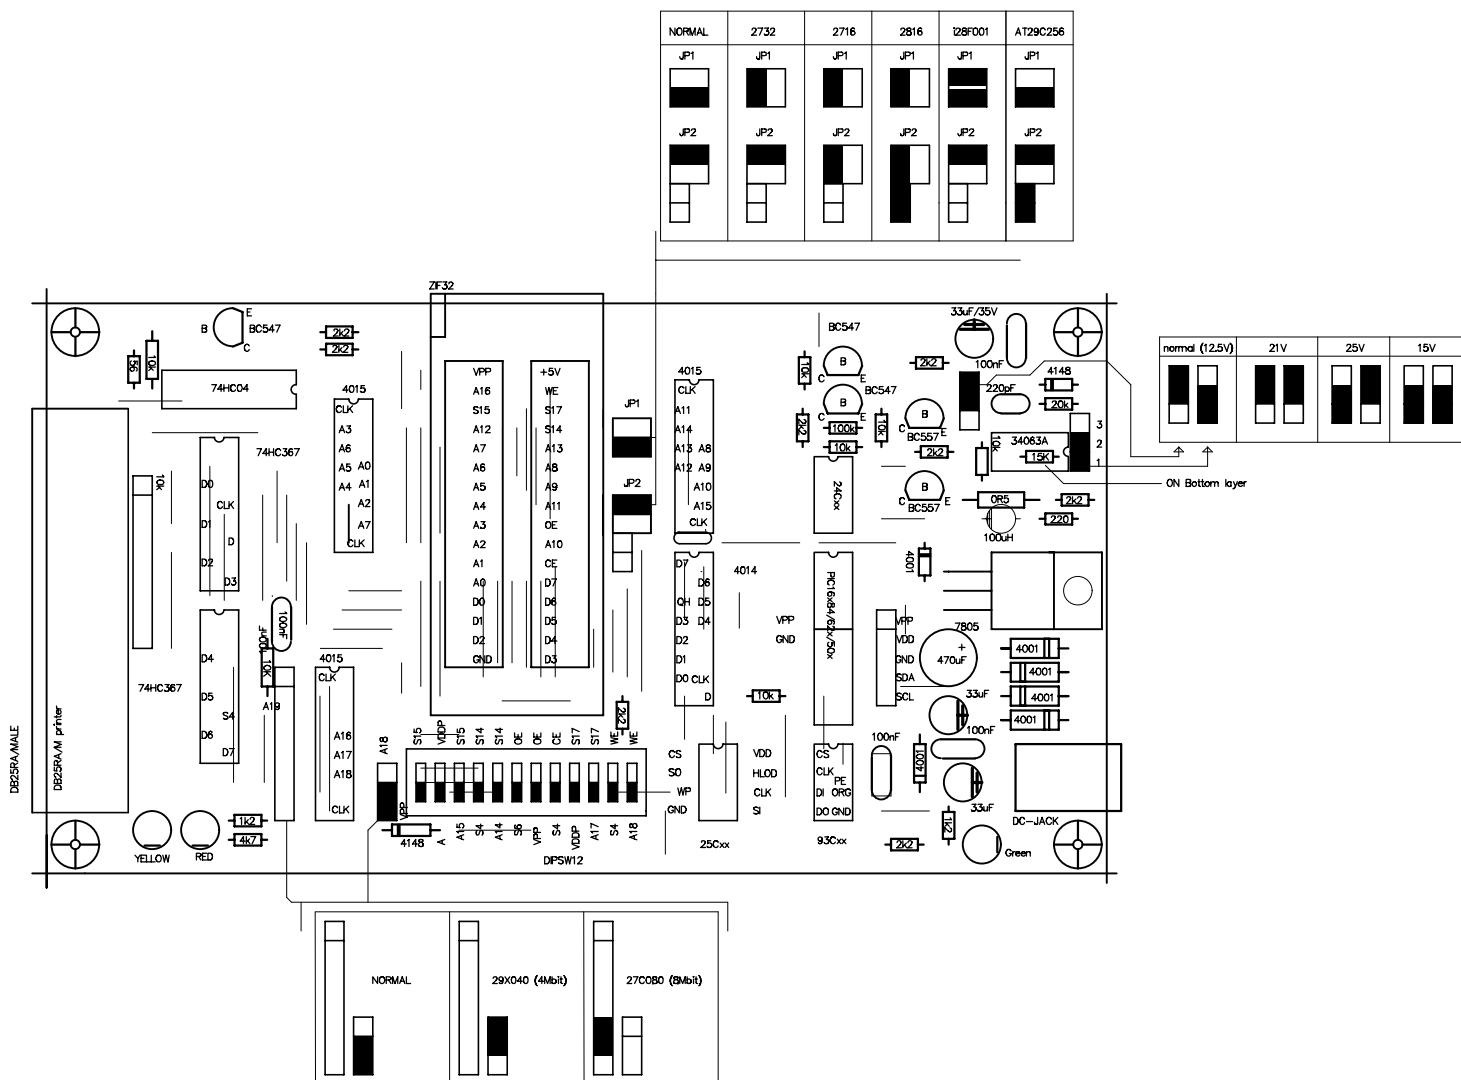 NORMAL 2732 2716 2816 i28F001 AT29C256
JP1 JP1 JP1 JP1 JP1 JP1
JP2 JP2 JP2 JP2 JP2 JP2
ZIF32
B E C BC547
2k2
2k2
56
10k
74HC04
4015
CLK
A3
A6
A5 A0
A4 A1
A2
A7
CLK
74HC367
10k
D0
CLK
D1
D
D2
D3
100nF
10K
A19
D4
D5
S4
D6
D7
74HC367
4015
CLK
A16
A17
A18
CLK
DB25RA/MALE
DB25RA/M printer
YELLOW
RED
1k2
4k7
VPP +5V
A16 WE
S15 S17
A12 S14
A7 A13
A6 A8
A5 A9
A4 A11
A3 OE
A2 A10
A1 CE
A0 D7
D0 D6
D1 D5
D2 D4
GND D3
JP1
JP2
2k2
A18
VPP
4148
S15 VDDP S15 S14 S14 OE OE CE S17 S17 WE WE
A A15 S4 A14 S6 VPP S4 VDDP A17 S4 A18
DIPSW12
4015
CLK
A11
A14
A13 A8
A12 A9
A10
A15
CLK
4014
D7
D6
QH D5
D3 D4
D2
D1
D0 CLK
D
10k
CS VDD
SO HLOD
WP CLK
GND SI
25Cxx
BC547
10k
B
C E
BC547
B
C E
2k2
100k
10k
10k
2k2
B
C E
BC557
2k2
B
C E
BC557
24Cxx
PIC16x84/62x/50x
VPP
GND
VPP
VDD
GND
SDA
SCL
4001
CS
CLK
PE
DI ORG
DO GND
93Cxx
100nF
4001
2k2
1k2
33uF/35V
100nF
220pF
4148
20k
34063A
10k
15K
3
2
1
0R5
2k2
100uH
220
7805
+
470uF
4001
4001
4001
4001
33uF
100nF
33uF
DC-JACK
Green
normal (12.5V) 21V 25V 15V
ON Bottom layer
NORMAL 29X040 (4Mbit) 27C080 (8Mbit)